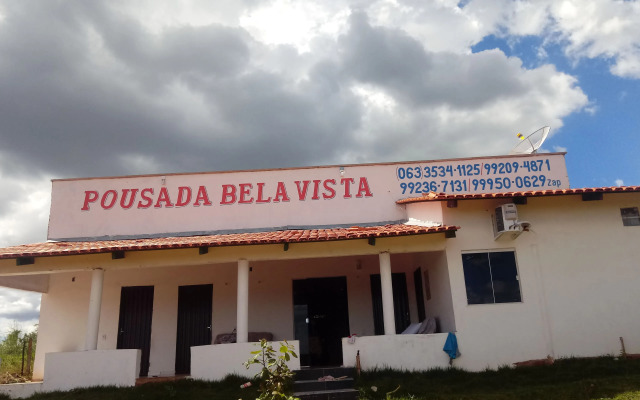 POUSADA BELA VISTA
063 3534-1125/99209-4871
99236-7131/99950-0629 Zap